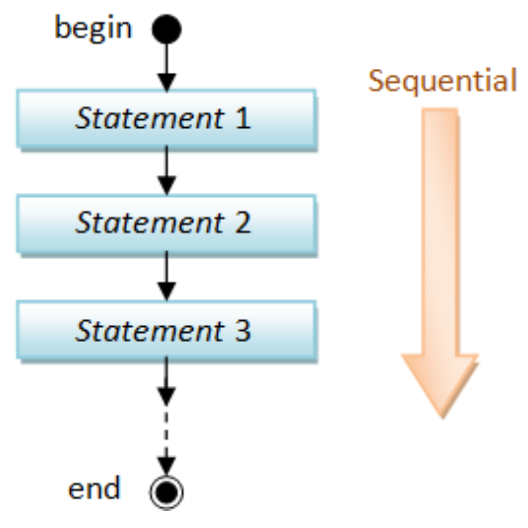 begin
Sequential
Statement 1
Statement 2
Statement 3
end